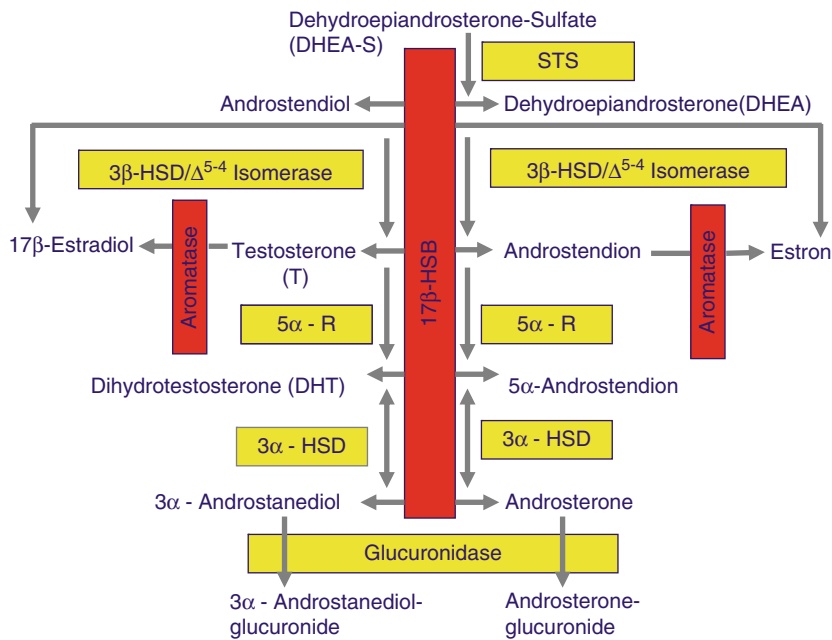 Dehydroepiandrosterone-Sulfate
(DHEA-S)
STS
Androstendiol
Dehydroepiandrosterone(DHEA)
3β-HSD/Δ⁵⁻⁴ Isomerase
3β-HSD/Δ⁵⁻⁴ Isomerase
17β-Estradiol
Aromatase
Testosterone
(T)
17β-HSB
Androstendion
Aromatase
Estron
5α - R
5α - R
Dihydrotestosterone (DHT)
5α-Androstendion
3α - HSD
3α - HSD
3α - Androstanediol
Androsterone
Glucuronidase
3α - Androstanediol-
glucuronide
Androsterone-
glucuronide